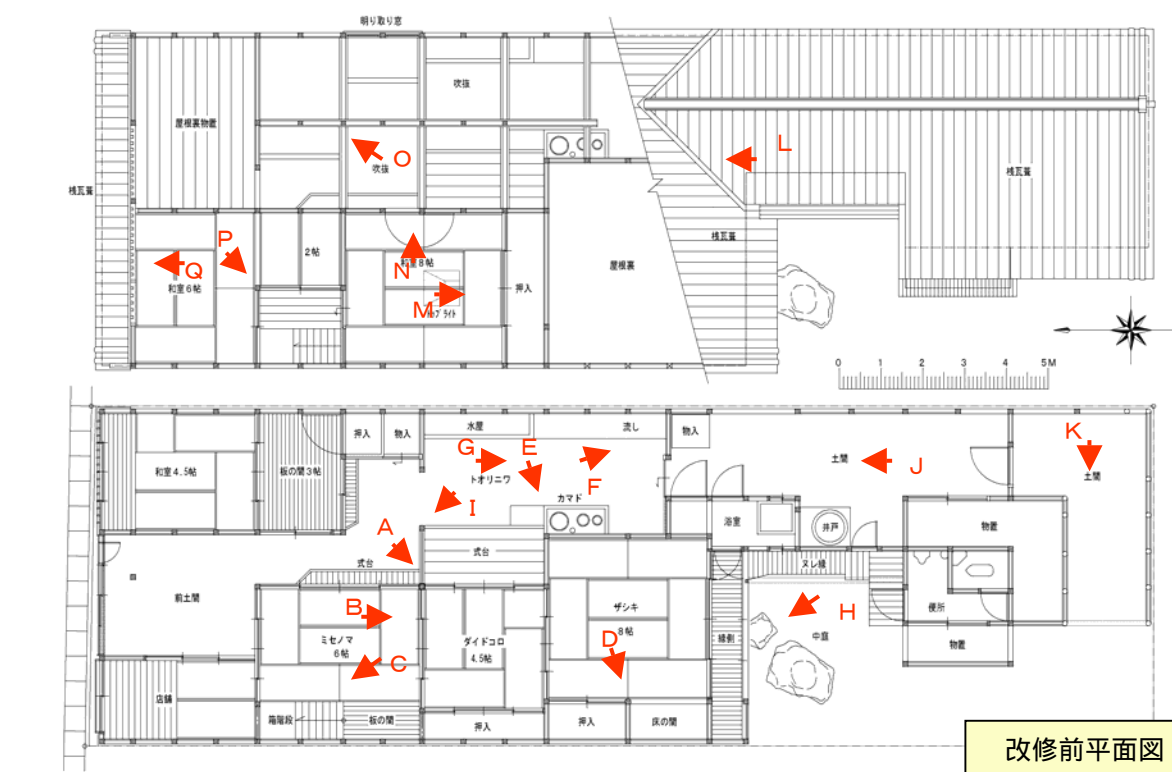 明り取り窓
吹抜
屋根裏物置
桟瓦葺
O
吹抜
L
桟瓦葺
P
2帖
Q
和室6帖
N
和室8帖
M
トップライト
押入
屋根裏
桟瓦葺
0 1 2 3 4 5M
和室4.5帖
板の間3帖
押入
物入
水屋
流し
物入
G
E
F
トオリニワ
I
カマド
土間
J
K
土間
浴室
井戸
物置
A
式台
式台
前土間
B
ミセノマ
6帖
C
ダイドコロ
4.5帖
ザシキ
8帖
D
ヌレ縁
縁側
H
中庭
便所
物置
店舗
箱階段
板の間
押入
押入
床の間
改修前平面図